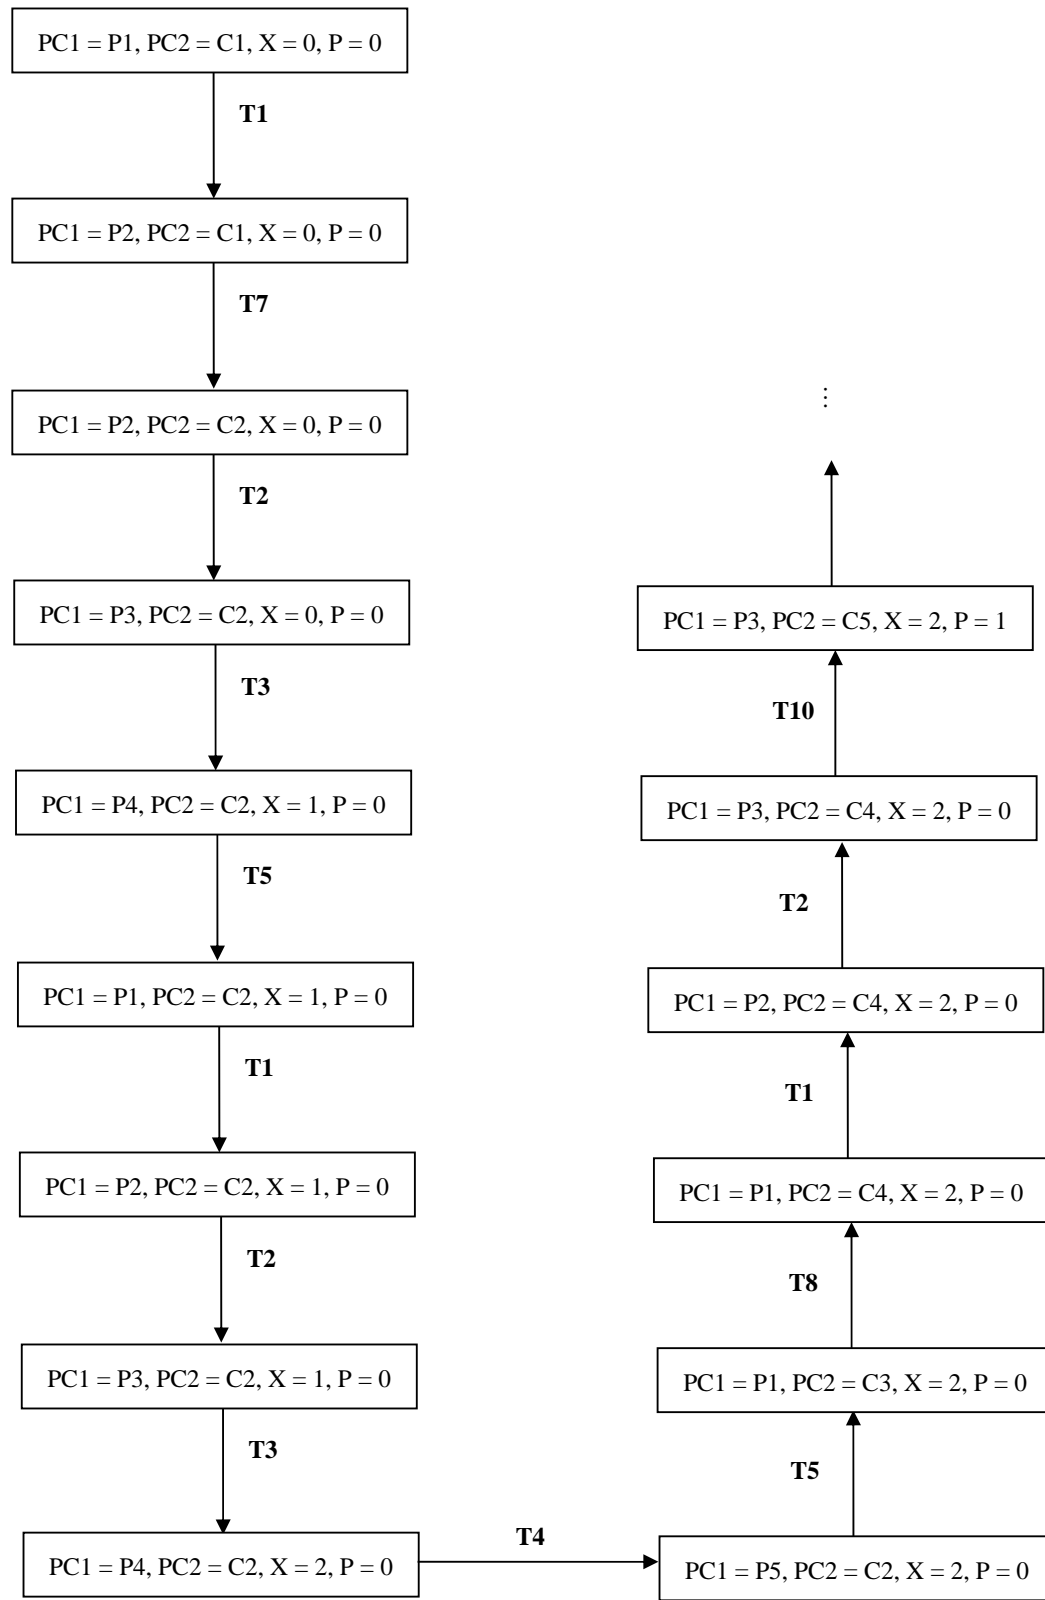 PC1 = P1, PC2 = C1, X = 0, P = 0
T1
PC1 = P2, PC2 = C1, X = 0, P = 0
T7
PC1 = P2, PC2 = C2, X = 0, P = 0
T2
PC1 = P3, PC2 = C2, X = 0, P = 0
T3
PC1 = P4, PC2 = C2, X = 1, P = 0
T5
PC1 = P1, PC2 = C2, X = 1, P = 0
T1
PC1 = P2, PC2 = C2, X = 1, P = 0
T2
PC1 = P3, PC2 = C2, X = 1, P = 0
T3
PC1 = P4, PC2 = C2, X = 2, P = 0
T4
PC1 = P5, PC2 = C2, X = 2, P = 0
T5
PC1 = P1, PC2 = C3, X = 2, P = 0
T8
PC1 = P1, PC2 = C4, X = 2, P = 0
T1
PC1 = P2, PC2 = C4, X = 2, P = 0
T2
PC1 = P3, PC2 = C4, X = 2, P = 0
T10
PC1 = P3, PC2 = C5, X = 2, P = 1
⋮